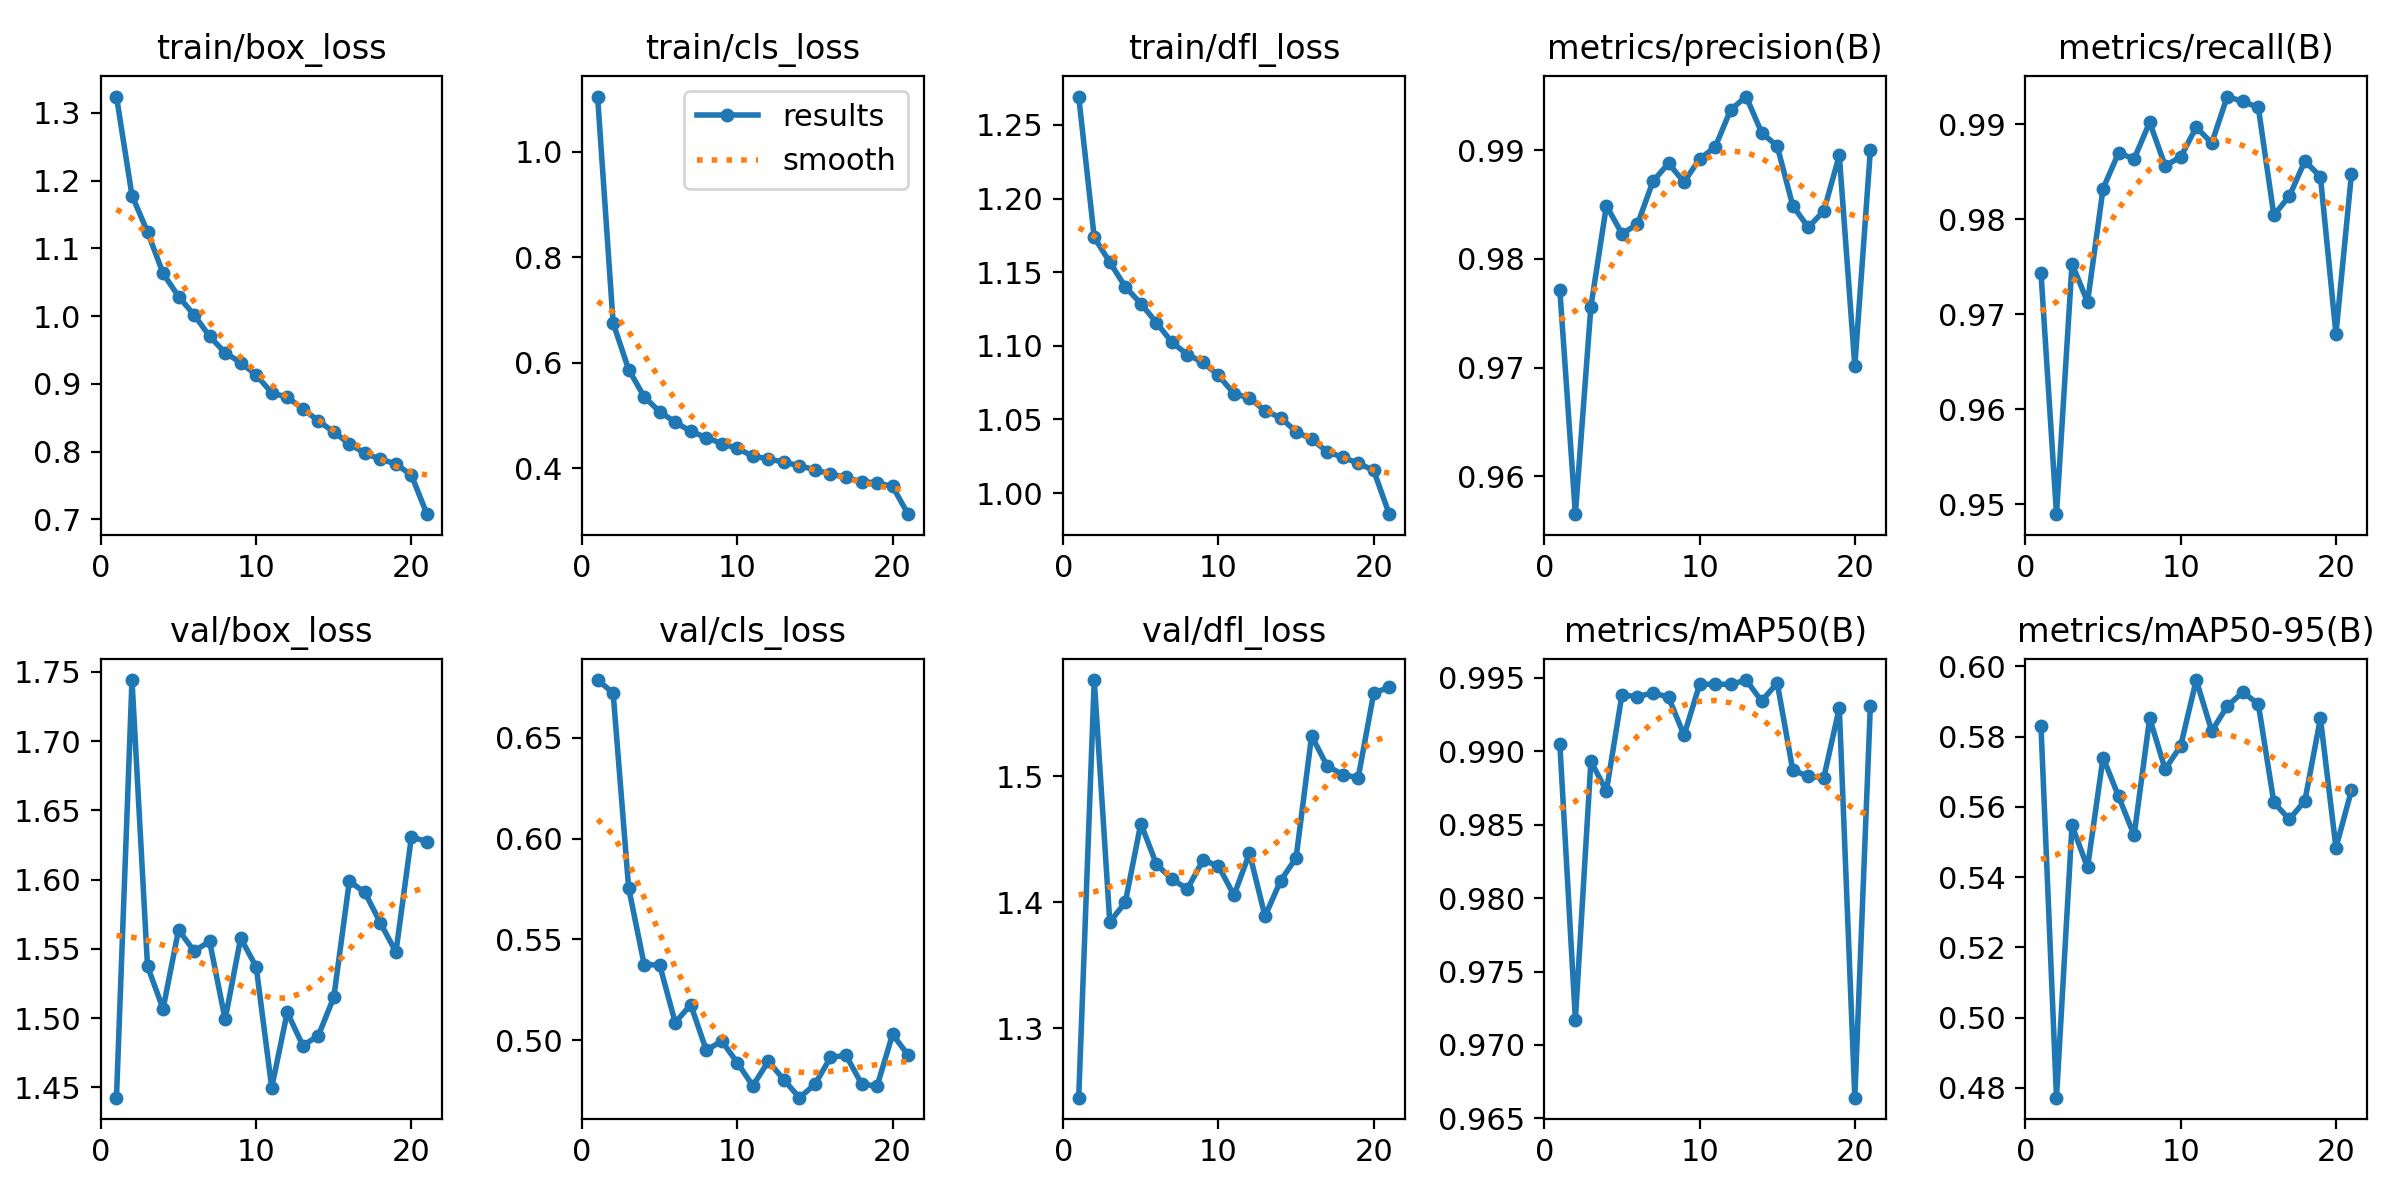 train/box_loss
1.3
1.2
1.1
1.0
0.9
0.8
0.7
0 10 20
train/cls_loss
results
smooth
1.0
0.8
0.6
0.4
0 10 20
train/dfl_loss
1.25
1.20
1.15
1.10
1.05
1.00
0 10 20
metrics/precision(B)
0.99
0.98
0.97
0.96
0 10 20
metrics/recall(B)
0.99
0.98
0.97
0.96
0.95
0 10 20
val/box_loss
1.75
1.70
1.65
1.60
1.55
1.50
1.45
0 10 20
val/cls_loss
0.65
0.60
0.55
0.50
0 10 20
val/dfl_loss
1.5
1.4
1.3
0 10 20
metrics/mAP50(B)
0.995
0.990
0.985
0.980
0.975
0.970
0.965
0 10 20
metrics/mAP50-95(B)
0.60
0.58
0.56
0.54
0.52
0.50
0.48
0 10 20